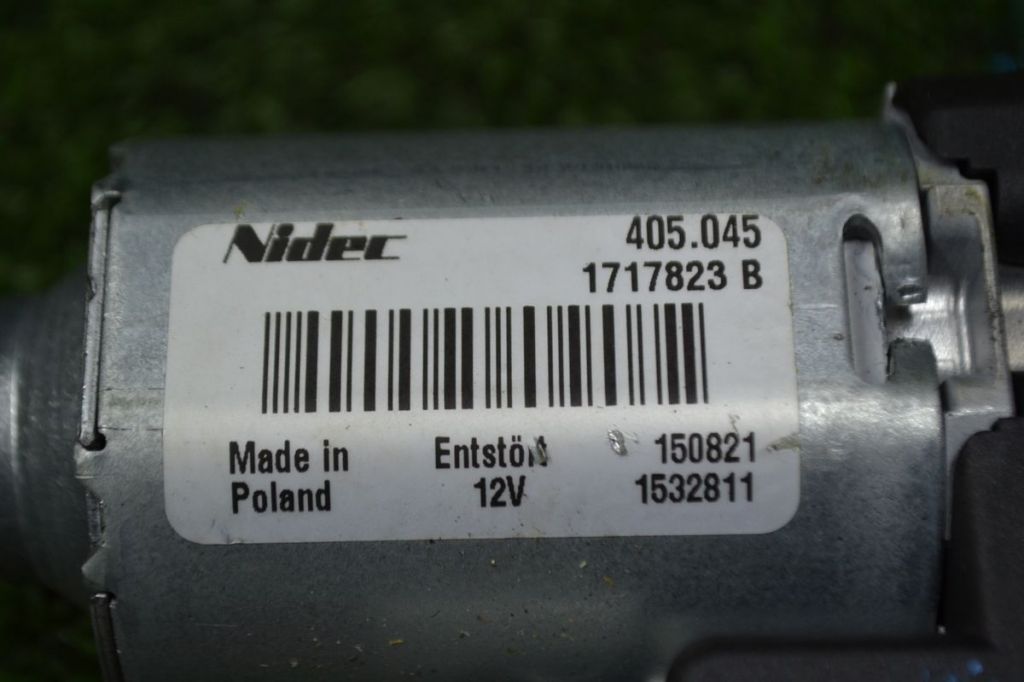 Nidec 405.045
1717823 B
Made in Entstört 150821
Poland 12V 1532811